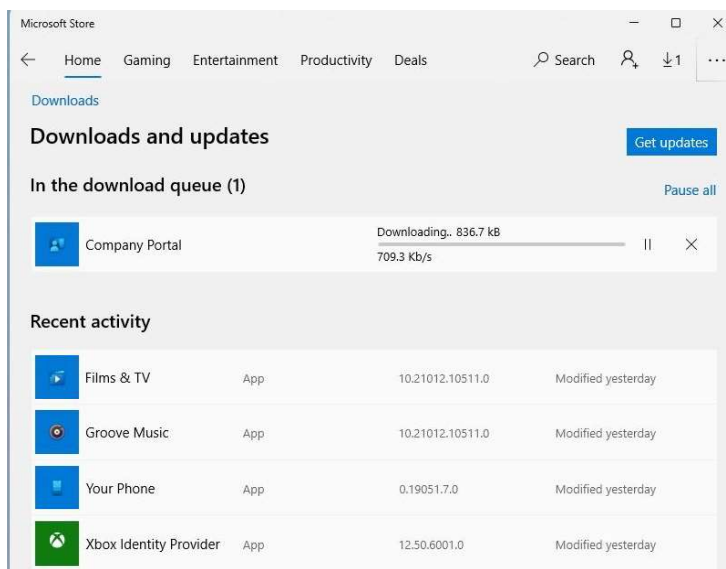 Microsoft Store
Home Gaming Entertainment Productivity Deals Search 1
Downloads
Downloads and updates
Get updates
In the download queue (1)
Pause all
Company Portal
Downloading.. 836.7 kB
709.3 Kb/s
Recent activity
Films & TV App 10.21012.10511.0 Modified yesterday
Groove Music App 10.21012.10511.0 Modified yesterday
Your Phone App 0.19051.7.0 Modified yesterday
Xbox Identity Provider App 12.50.6001.0 Modified yesterday